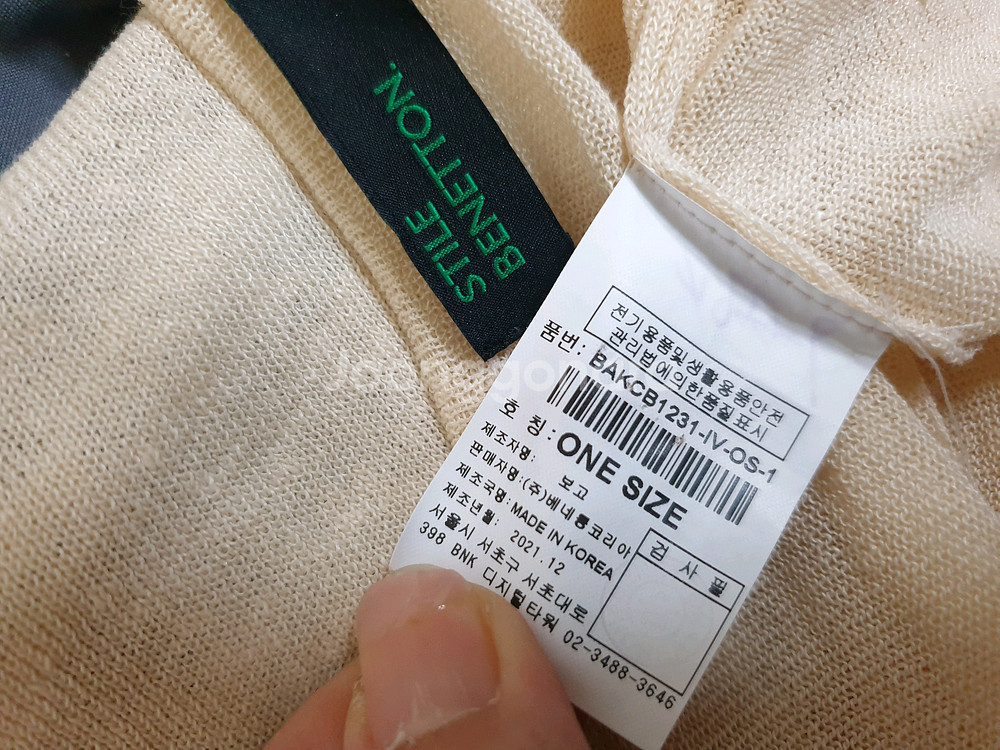 STILE
BENETTON.
전기용품및생활용품안전
관리법에의한품질표시
품번: BAKCB1231-IV-OS-1
호 칭: ONE SIZE
제조자명: 보고
판매자명:(주)베네통코리아
제조국명: MADE IN KOREA
제조년월: 2021.12
서울시 서초구 서초대로
398 BNK 디지털타워 02-3488-3646
검 사 필